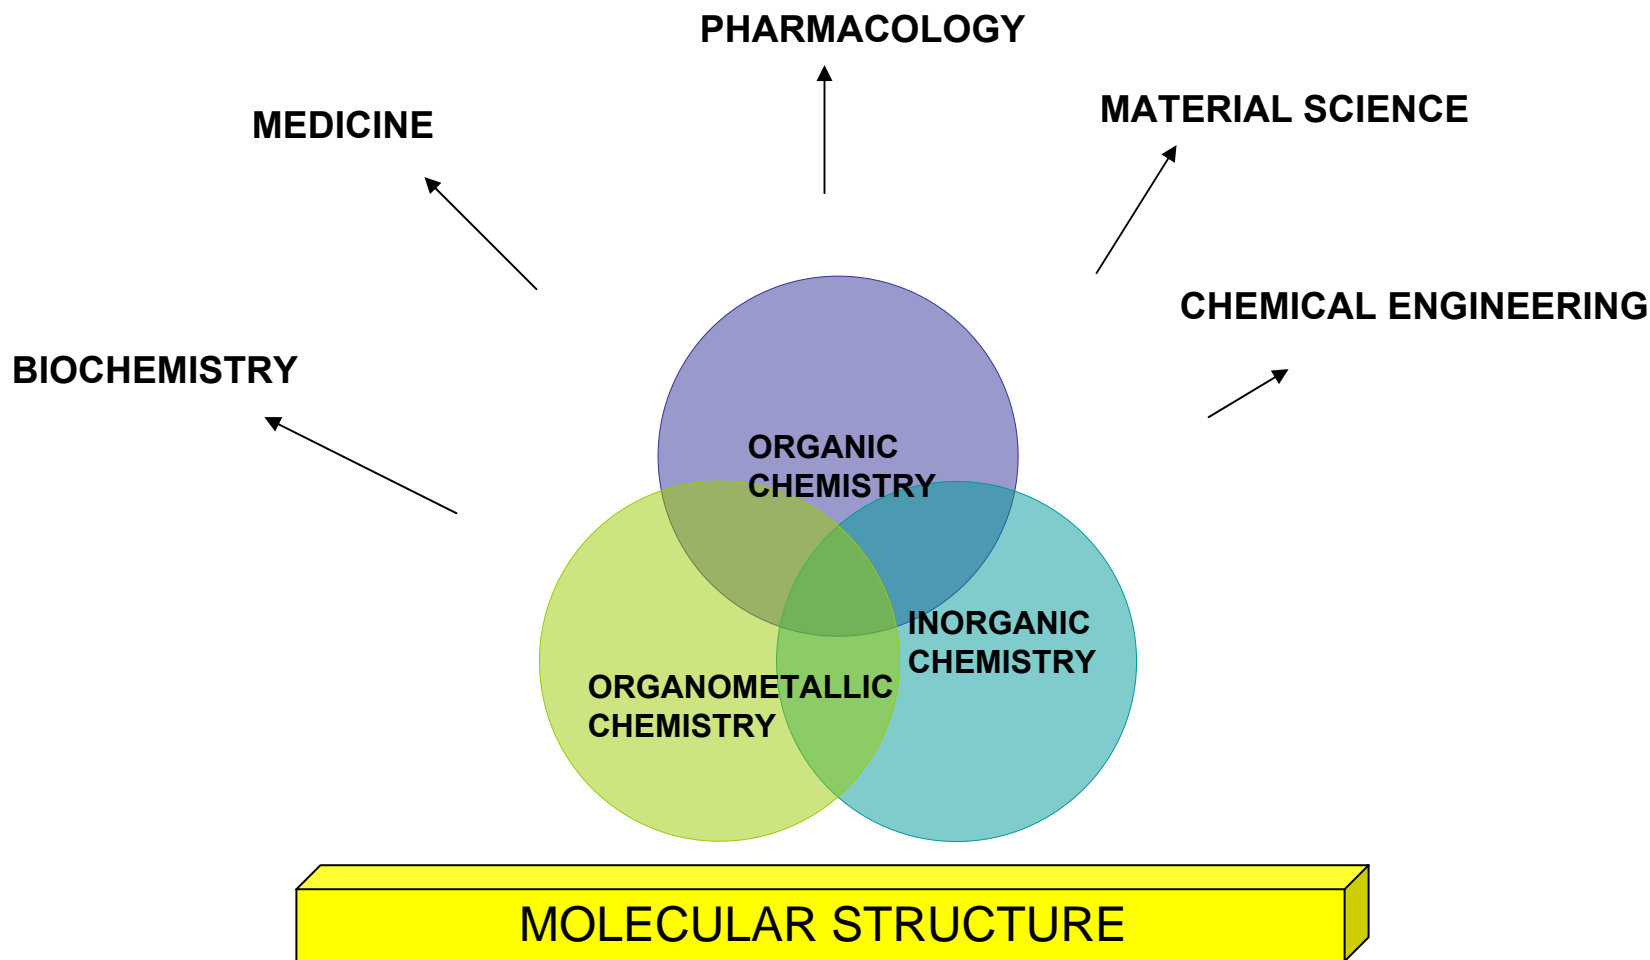 PHARMACOLOGY
MEDICINE
MATERIAL SCIENCE
CHEMICAL ENGINEERING
BIOCHEMISTRY
ORGANIC
CHEMISTRY
INORGANIC
CHEMISTRY
ORGANOMETALLIC
CHEMISTRY
MOLECULAR STRUCTURE